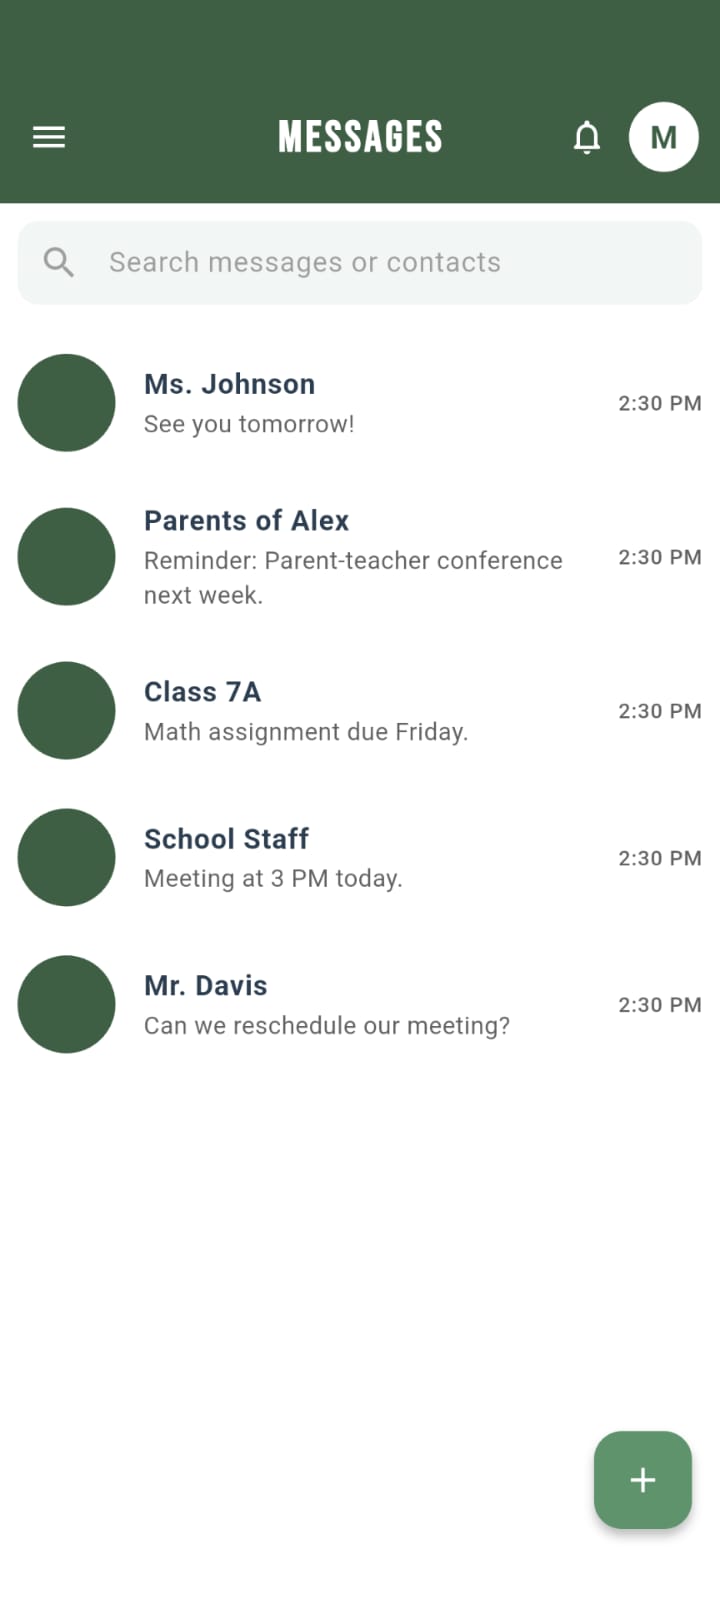 MESSAGES
M
Search messages or contacts
Ms. Johnson
See you tomorrow!
2:30 PM
Parents of Alex
Reminder: Parent-teacher conference
next week.
2:30 PM
Class 7A
Math assignment due Friday.
2:30 PM
School Staff
Meeting at 3 PM today.
2:30 PM
Mr. Davis
Can we reschedule our meeting?
2:30 PM